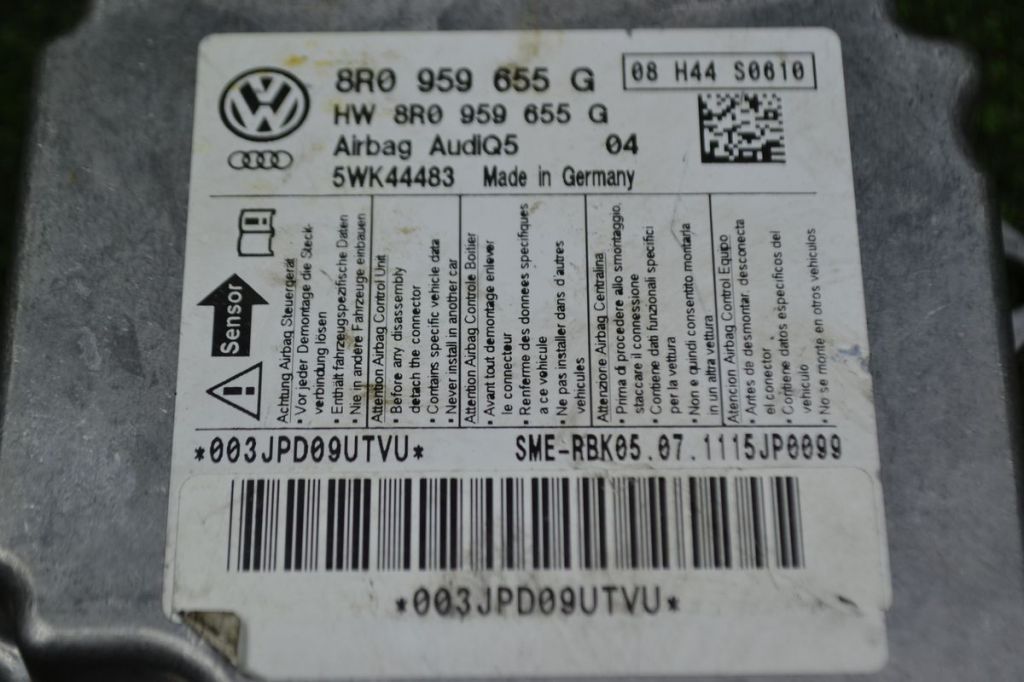 8R0 959 655 G
08 H44 S0610
HW 8R0 959 655 G
Airbag AudiQ5 04
5WK44483 Made in Germany
Sensor
Achtung Airbag Steuergerät
• Vor jeder Demontage die Steck-
verbindung lösen
• Enthält fahrzeugspezifische Daten
• Nie in andere Fahrzeuge einbauen
Attention Airbag Control Unit
• Before any disassembly
detach the connector
• Contains specific vehicle data
• Never install in another car
Attention Airbag Controle Boitier
• Avant tout demontage enlever
le connecteur
• Renferme des donnees specifiques
a ce vehicule
• Ne pas installer dans d'autres
vehicules
Attenzione Airbag Centralina
• Prima di procedere allo smontaggio,
staccare il connessione
• Contiene dati funzionali specifici
per la vettura
• Non e quindi consentito montarla
in un altra vettura
Atencion Airbag Control Equipo
• Antes de desmontar, desconecta
el conector
• Contiene datos especificos del
vehiculo
• No se monte en otros vehiculos
*003JPD09UTVU* SME-RBK05.07.1115JP0099
*003JPD09UTVU*